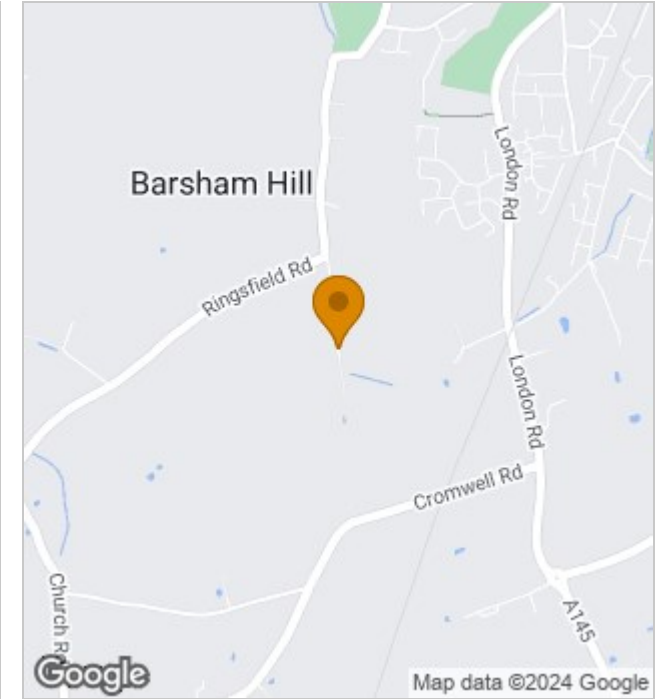 London Rd
Barsham Hill
Ringsfield Rd
London Rd
Cromwell Rd
Church Rd
A145
Google
Map data ©2024 Google